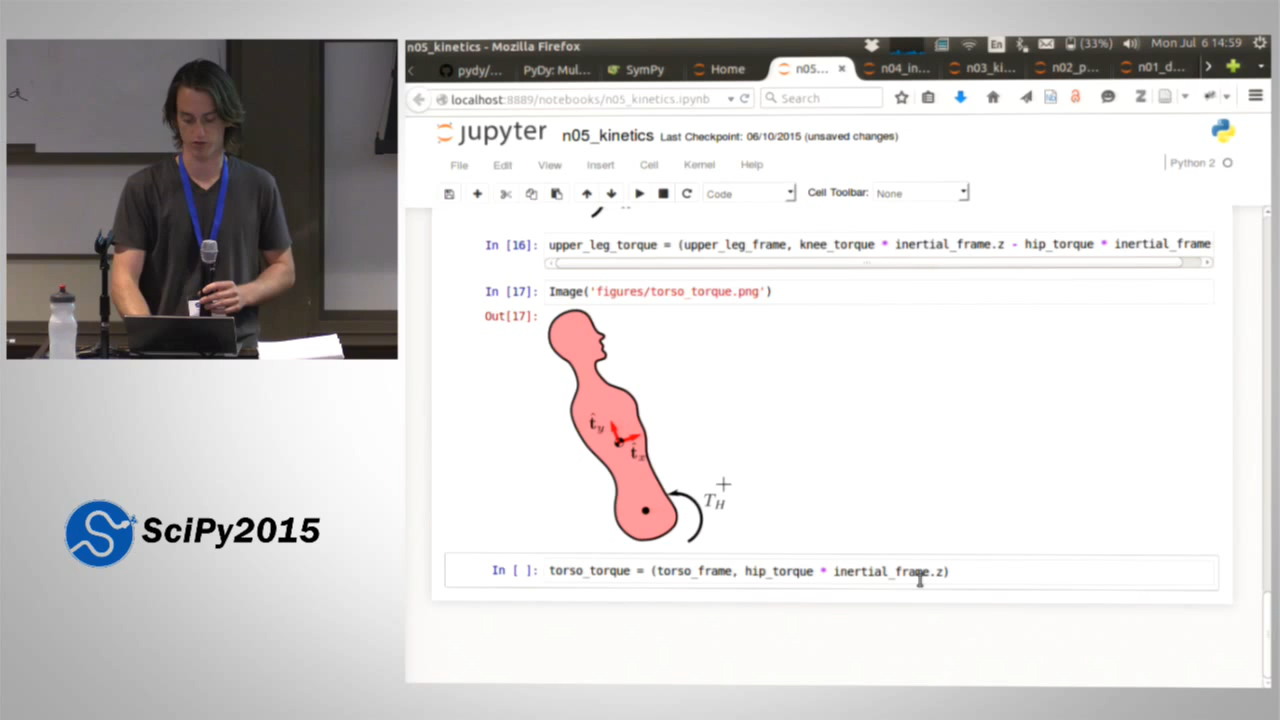 n05_kinetics - Mozilla Firefox
En
(33%)
Mon Jul 6 14:59
pydy/...
PyDy: Mul...
SymPy
Home
n05...
n04_in...
n03_ki...
n02_p...
n01_d...
localhost:8889/notebooks/n05_kinetics.ipynb
Search
jupyter
n05_kinetics
Last Checkpoint: 06/10/2015 (unsaved changes)
File
Edit
View
Insert
Cell
Kernel
Help
Python 2
Code
Cell Toolbar:
None
In [16]:
upper_leg_torque = (upper_leg_frame, knee_torque * inertial_frame.z - hip_torque * inertial_frame
In [17]:
Image('figures/torso_torque.png')
Out[17]:
t̂y
t̂x
TH
+
In [ ]:
torso_torque = (torso_frame, hip_torque * inertial_frame.z)
a
SciPy2015